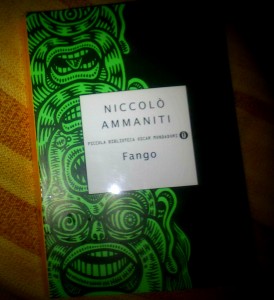 NICCOLÒ
AMMANITI
PICCOLA BIBLIOTECA OSCAR MONDADORI
Fango